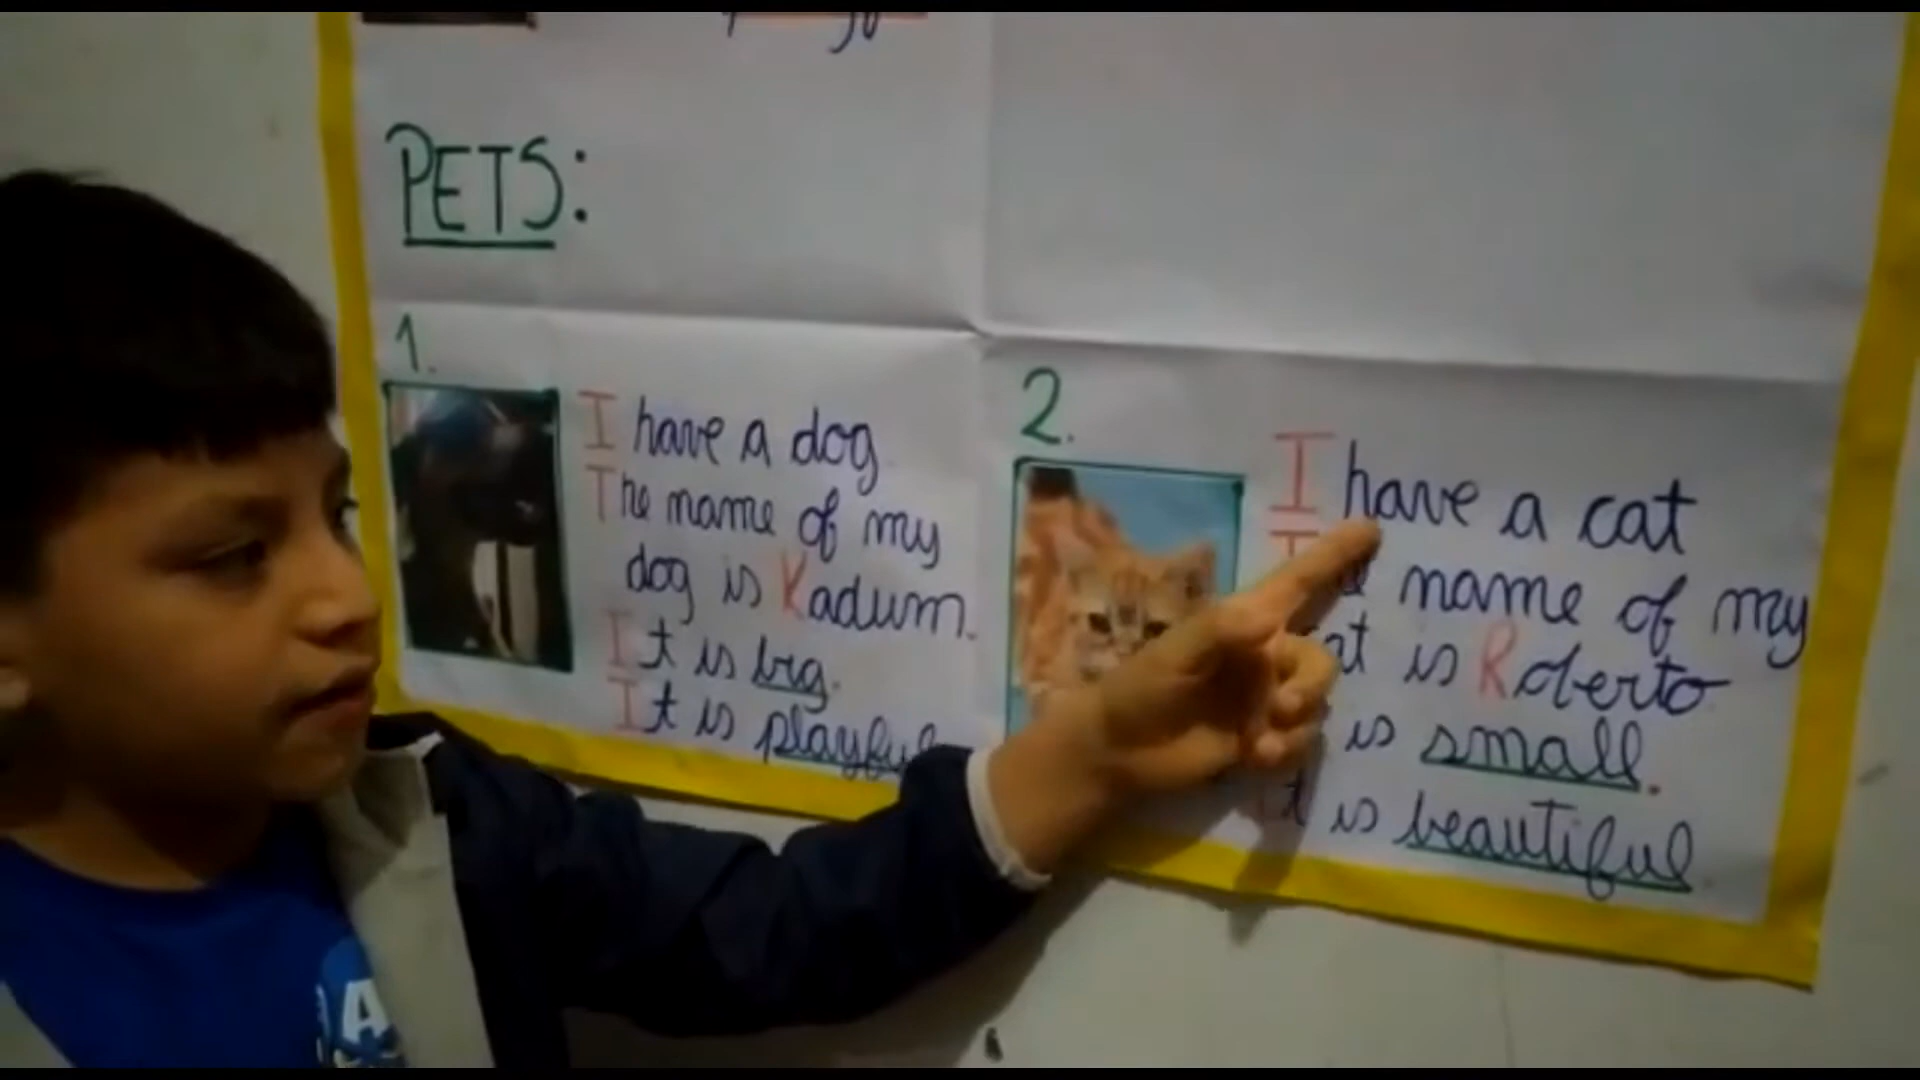 PETS:
1.
I have a dog.
The name of my
dog is Kadum.
It is big.
It is playful
2.
I have a cat
name of my
is Roberto
is small.
It is beautiful.
A